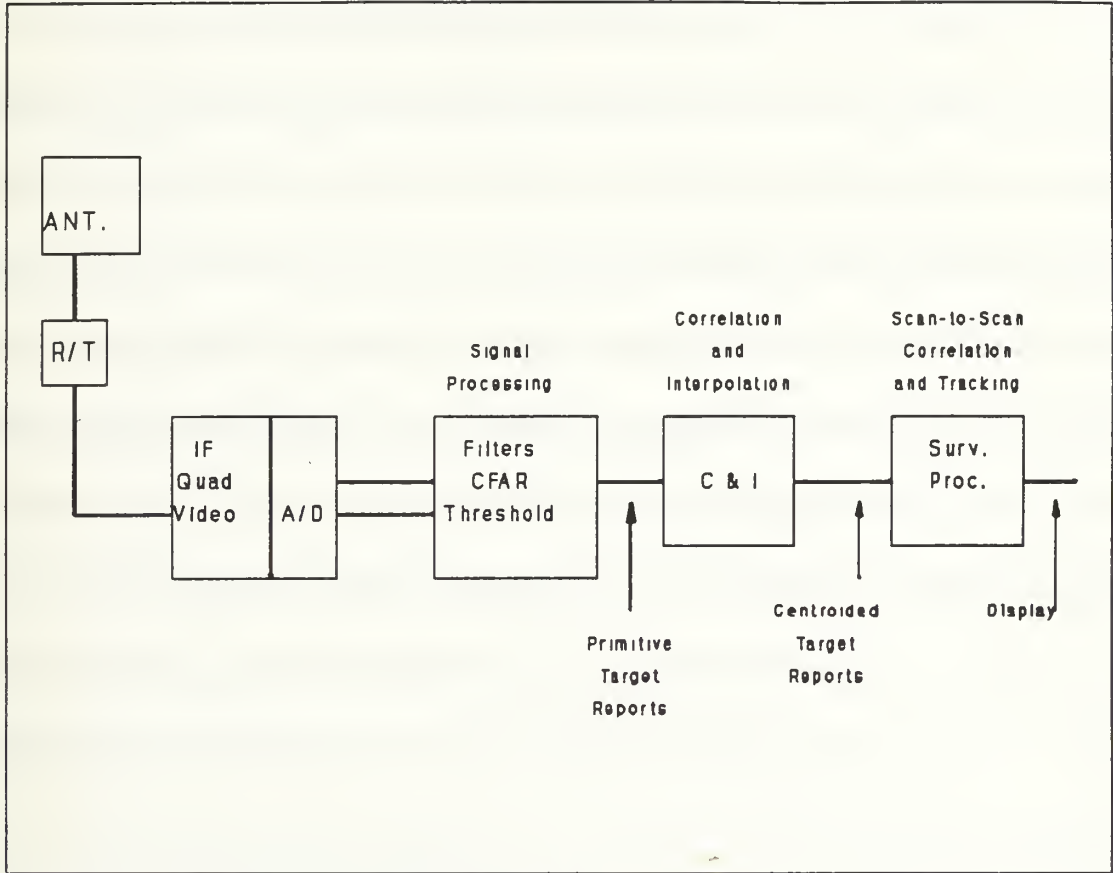 ANT.
R/T
Signal
Processing
Correlation
and
Interpolation
Scan-to-Scan
Correlation
and Tracking
IF
Quad
Video
A/D
Filters
CFAR
Threshold
C & I
Surv.
Proc.
Primitive
Target
Reports
Centroided
Target
Reports
Display